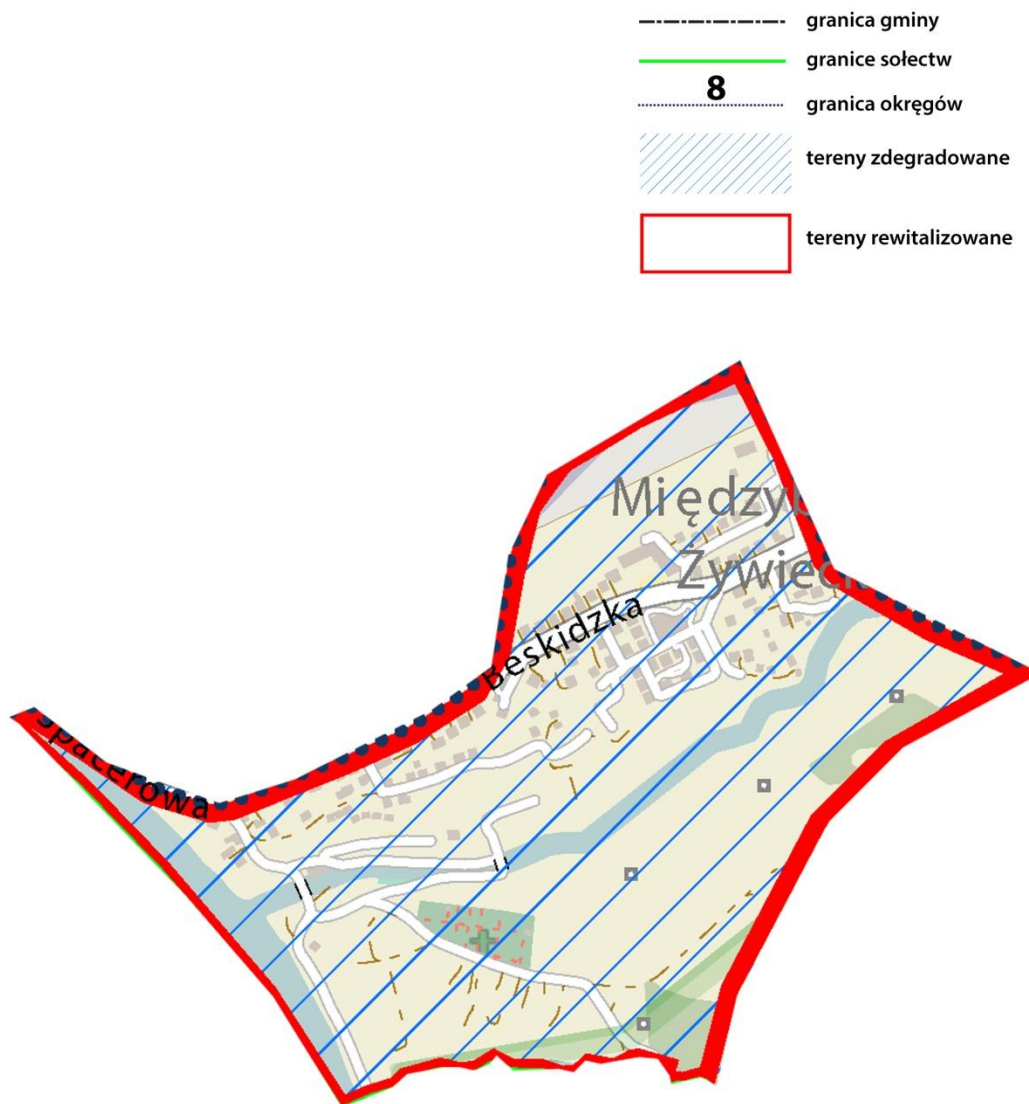 granica gminy
granice sołectw
8
granica okręgów
tereny zdegradowane
tereny rewitalizowane
Beskidzka
Spacerowa